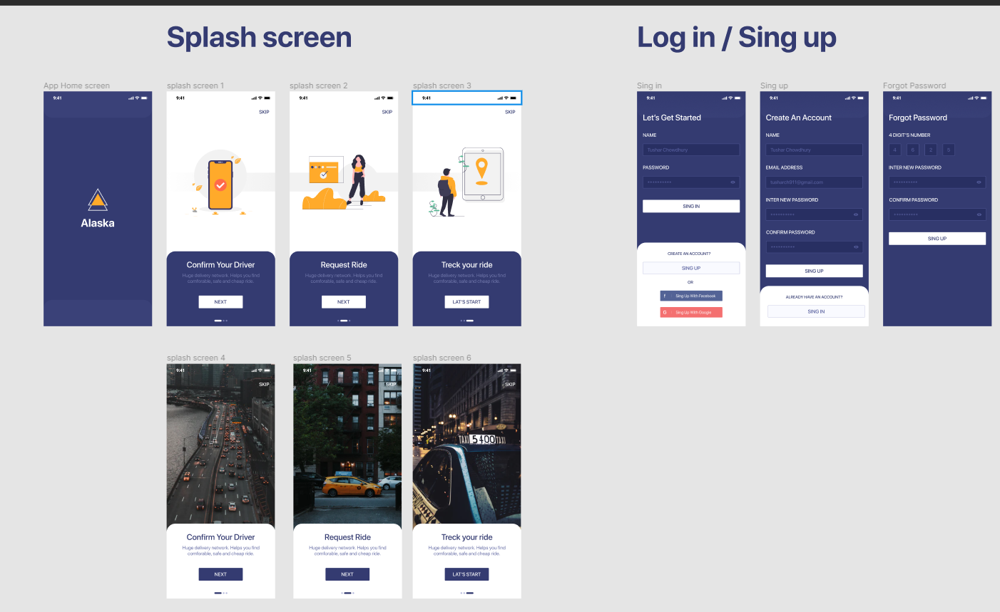 Splash screen
Log in / Sing up
App Home screen
9:41
Alaska
splash screen 1
9:41
SKIP
Confirm Your Driver
Huge delivery network. Helps you find
comforable, safe and cheap ride.
NEXT
splash screen 2
9:41
SKIP
Request Ride
Huge delivery network. Helps you find
comforable, safe and cheap ride.
NEXT
splash screen 3
9:41
SKIP
Treck your ride
Huge delivery network. Helps you find
comforable, safe and cheap ride.
LAT'S START
Sing in
9:41
Let's Get Started
NAME
Tushar Chowdhury
PASSWORD
**********
SING IN
CREATE AN ACCOUNT?
SING UP
OR
f Sing Up With Facebook
G Sing Up With Google
Sing up
9:41
Create An Account
NAME
Tushar Chowdhury
EMAIL ADDRESS
tusharch911@gmail.com
INTER NEW PASSWORD
**********
CONFIRM PASSWORD
**********
SING UP
ALREADY HAVE AN ACCOUNT?
SING IN
Forgot Password
9:41
Forgot Password
4 DIGIT'S NUMBER
4 6 2 5
INTER NEW PASSWORD
**********
CONFIRM PASSWORD
**********
SING UP
splash screen 4
9:41
SKIP
Confirm Your Driver
Huge delivery network. Helps you find
comforable, safe and cheap ride.
NEXT
splash screen 5
9:41
SKIP
Request Ride
Huge delivery network. Helps you find
comforable, safe and cheap ride.
NEXT
splash screen 6
9:41
SKIP
TAXI 5400 TAXI
Treck your ride
Huge delivery network. Helps you find
comforable, safe and cheap ride.
LAT'S START